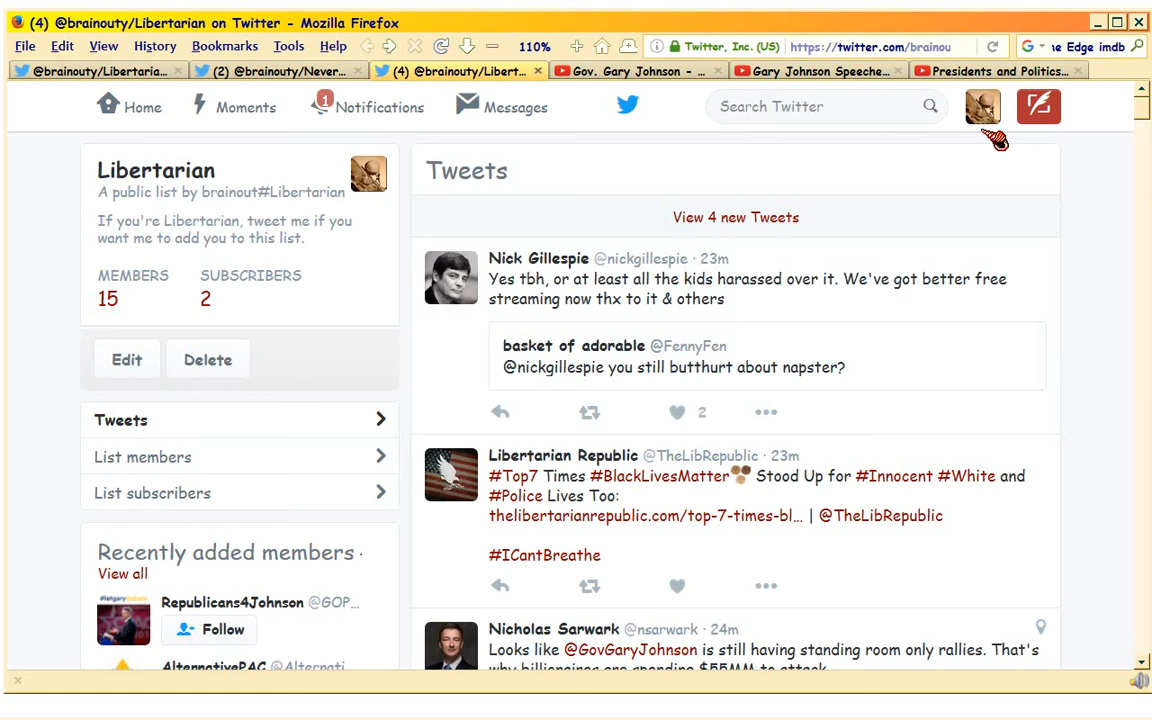 (4) @brainouty/Libertarian on Twitter - Mozilla Firefox
File Edit View History Bookmarks Tools Help 110% Twitter, Inc. (US) https://twitter.com/brainou G Edge imdb
@brainouty/Libertaria... (2) @brainouty/Never... (4) @brainouty/Libert... Gov. Gary Johnson - ... Gary Johnson Speeche... Presidents and Politics...
Home Moments 1 Notifications Messages Search Twitter
Libertarian
A public list by brainout#Libertarian
If you're Libertarian, tweet me if you
want me to add you to this list.
MEMBERS SUBSCRIBERS
15 2
Edit Delete
Tweets
List members
List subscribers
Recently added members ·
View all
Republicans4Johnson @GOP...
Follow
AlternativePAC @Alternati
Tweets
View 4 new Tweets
Nick Gillespie @nickgillespie · 23m
Yes tbh, or at least all the kids harassed over it. We've got better free
streaming now thx to it & others
basket of adorable @FennyFen
@nickgillespie you still butthurt about napster?
2
Libertarian Republic @TheLibRepublic · 23m
#Top7 Times #BlackLivesMatter Stood Up for #Innocent #White and
#Police Lives Too:
thelibertarianrepublic.com/top-7-times-bl... | @TheLibRepublic
#ICantBreathe
Nicholas Sarwark @nsarwark · 24m
Looks like @GovGaryJohnson is still having standing room only rallies. That's
why billionaires are spending $55MM to attack